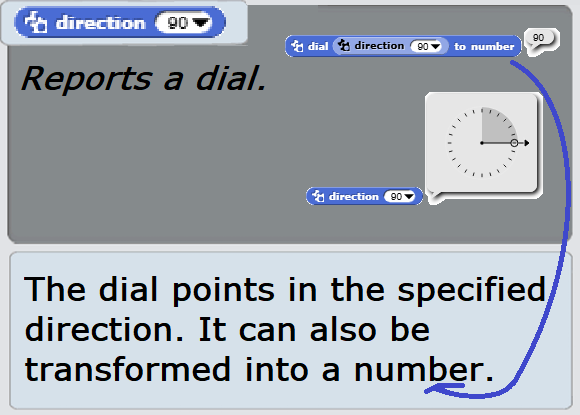 direction 90
dial direction 90 to number
90
Reports a dial.
direction 90
The dial points in the specified
direction. It can also be
transformed into a number.